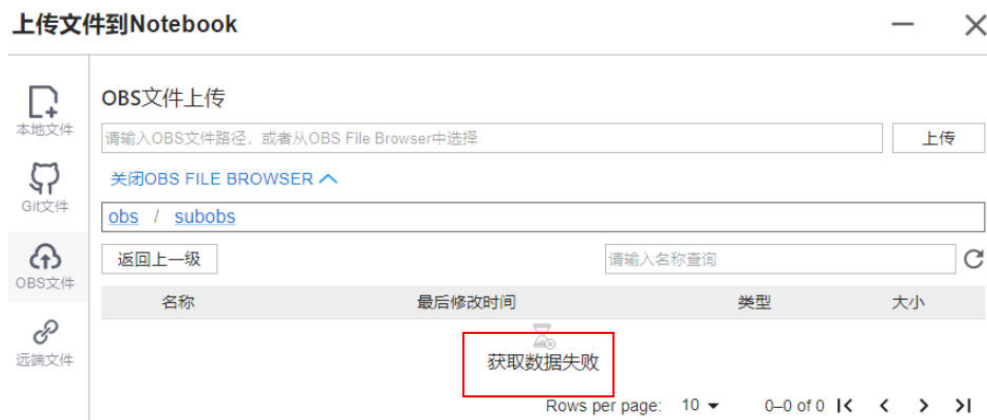 上传文件到Notebook
本地文件
Git文件
OBS文件
远端文件
OBS文件上传
请输入OBS文件路径，或者从OBS File Browser中选择
上传
关闭OBS FILE BROWSER
obs / subobs
返回上一级
请输入名称查询
名称 最后修改时间 类型 大小
获取数据失败
Rows per page: 10 0–0 of 0